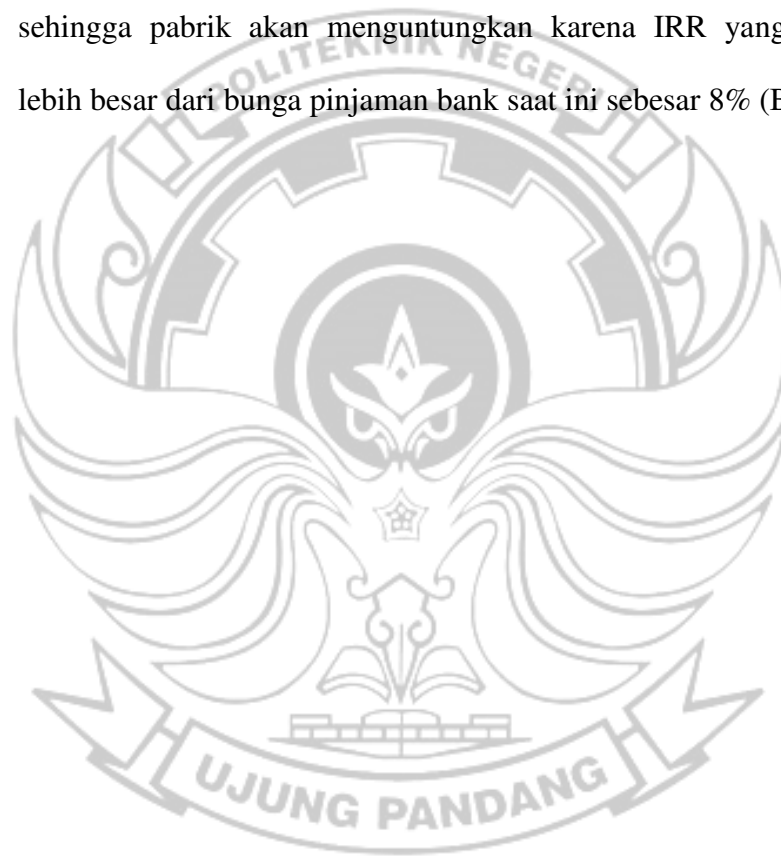 sehingga pabrik akan menguntungkan karena IRR yang
lebih besar dari bunga pinjaman bank saat ini sebesar 8% (
POLITEKNIK NEGERI
UJUNG PANDANG